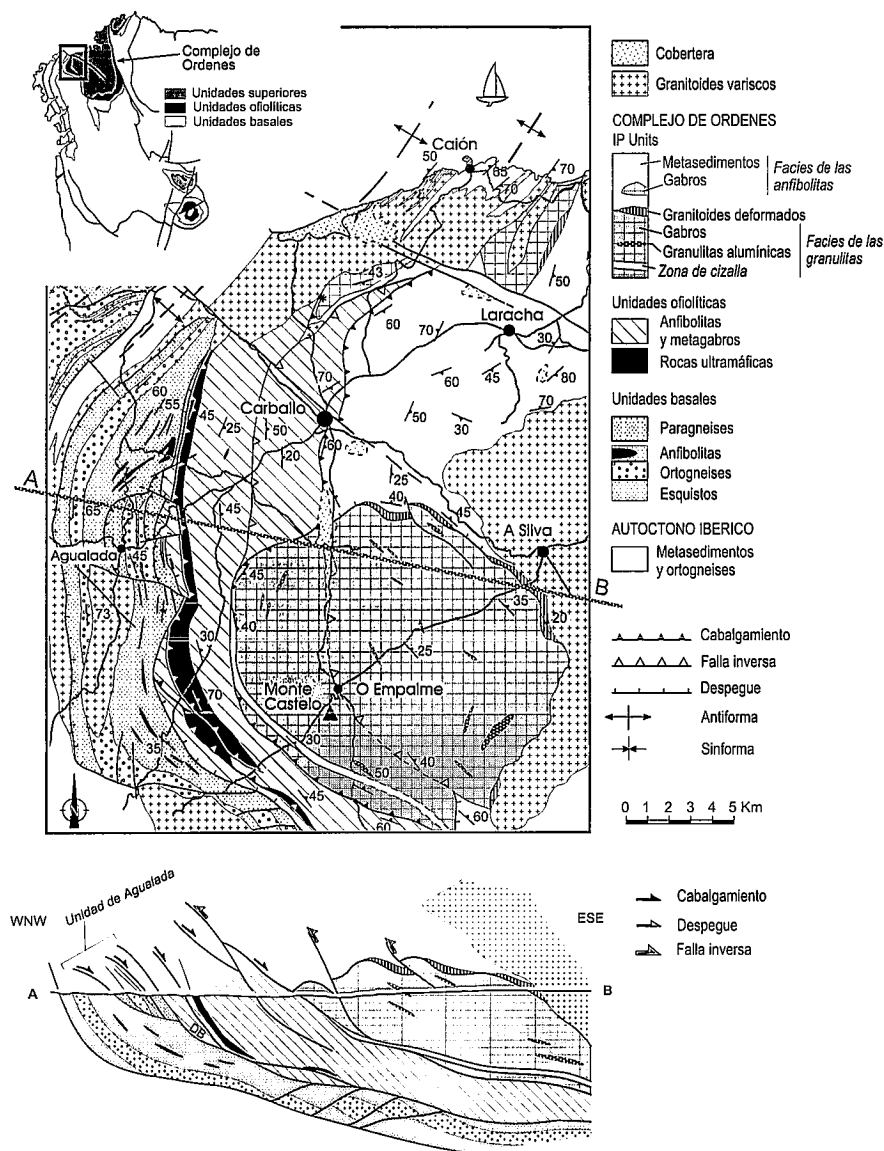 Complejo de
Ordenes
Unidades superiores
Unidades ofiolíticas
Unidades basales
Cobertera
Granitoides variscos
COMPLEJO DE ORDENES
IP Units
Metasedimentos
Gabros
Facies de las
anfibolitas
Granitoides deformados
Gabros
Granulitas alumínicas
Zona de cizalla
Facies de las
granulitas
Unidades ofiolíticas
Anfibolitas
y metagabros
Rocas ultramáficas
Unidades basales
Paragneises
Anfibolitas
Ortogneises
Esquistos
AUTOCTONO IBERICO
Metasedimentos
y ortogneises
Cabalgamiento
Falla inversa
Despegue
Antiforma
Sinforma
0 1 2 3 4 5 Km
50
Caión
65
70
70
43
50
60
70
Laracha
30
60
55
45
70
60
45
80
70
Carballo
25
50
20
60
50
30
A
65
45
25
40
45
A Silva
Agualada
45
45
35
B
20
73
40
30
25
Monte
Castelo
O Empalme
70
35
30
40
50
45
60
60
WNW
Unidad de Agualada
ESE
A
B
DB
Cabalgamiento
Despegue
Falla inversa